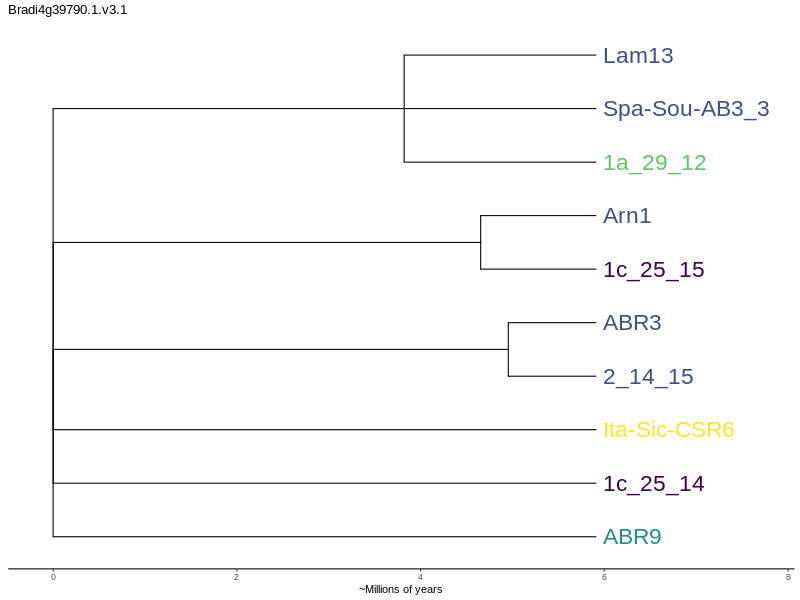 Bradi4g39790.1.v3.1
Lam13
Spa-Sou-AB3_3
1a_29_12
Arn1
1c_25_15
ABR3
2_14_15
Ita-Sic-CSR6
1c_25_14
ABR9
0 2 4 6 8
~Millions of years